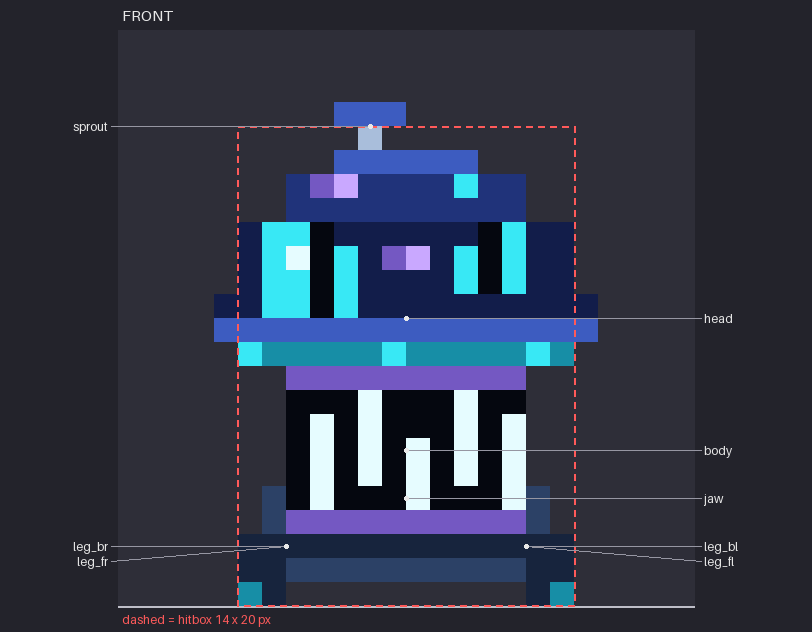 FRONT
sprout
head
body
jaw
leg_br
leg_bl
leg_fr
leg_fl
dashed = hitbox 14 x 20 px